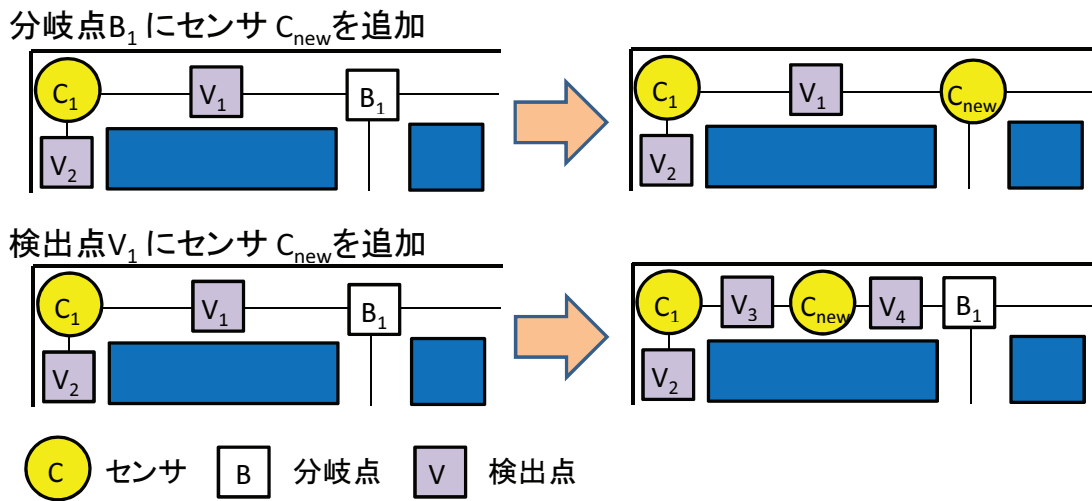 分岐点B1 にセンサ Cnewを追加
C1 V1 B1 V1 Cnew
C1
V2 V2
検出点V1 にセンサ Cnewを追加
C1 V1 B1 C1 V3 Cnew V4 B1
V2 V2
C センサ B 分岐点 V 検出点